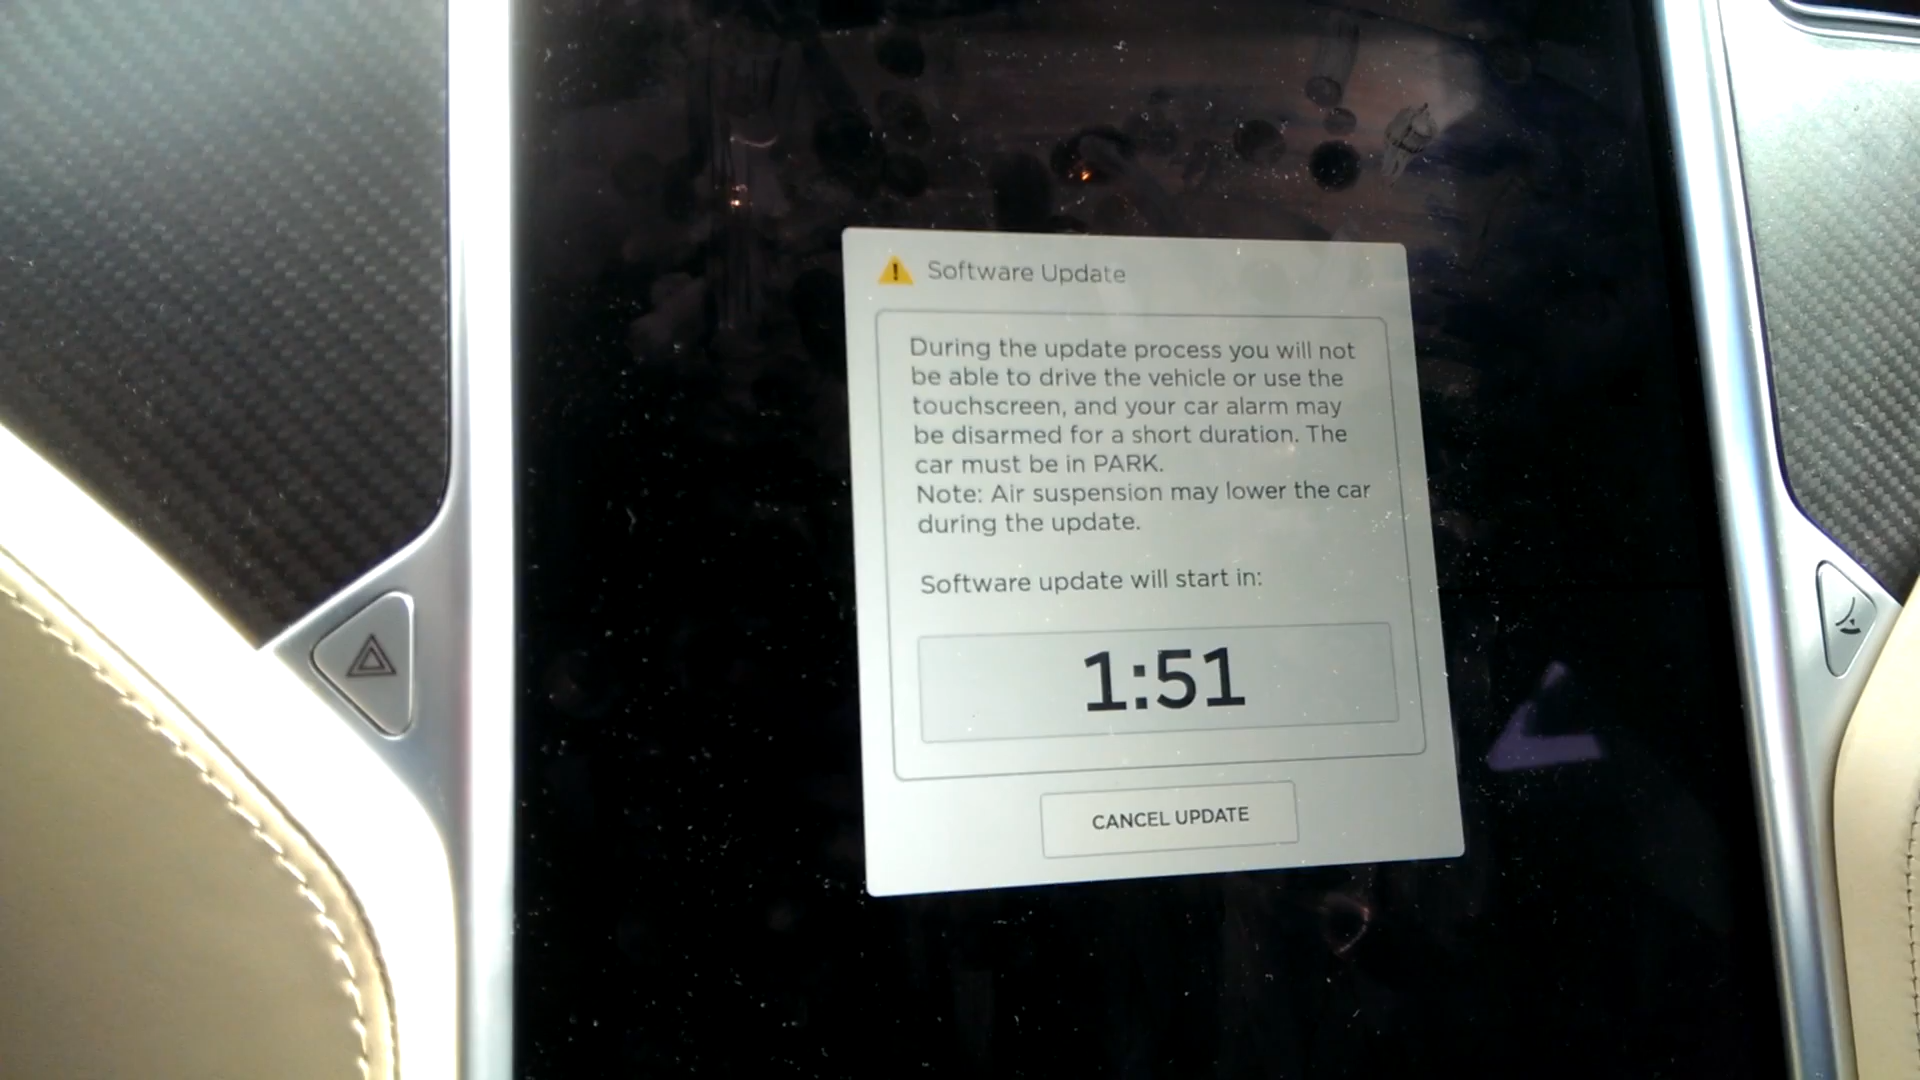 Software Update
During the update process you will not
be able to drive the vehicle or use the
touchscreen, and your car alarm may
be disarmed for a short duration. The
car must be in PARK.
Note: Air suspension may lower the car
during the update.
Software update will start in:
1:51
CANCEL UPDATE